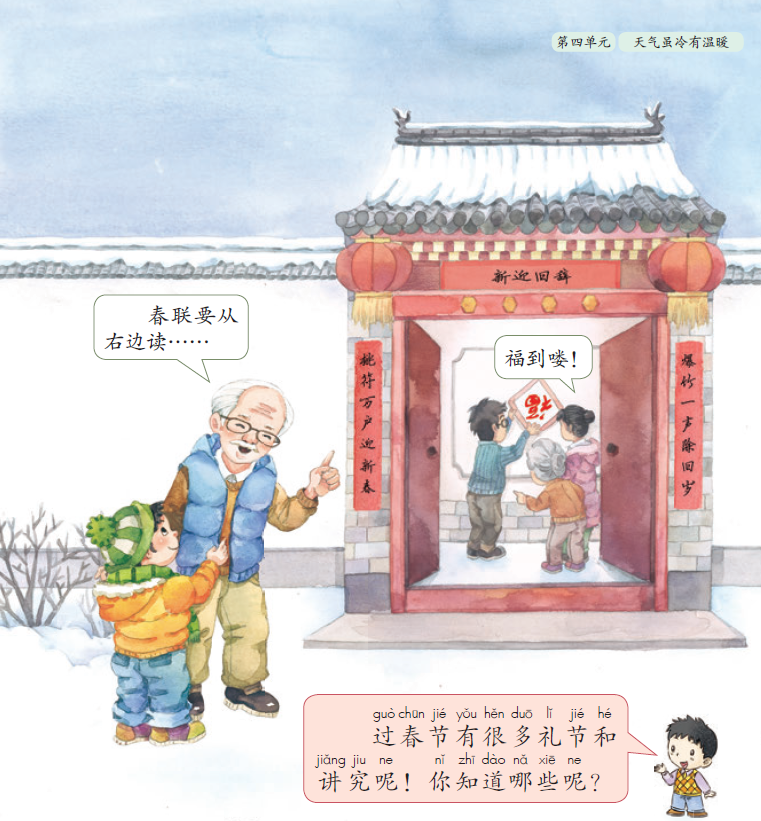 第四单元 天气虽冷有温暖
辞旧迎新
春联要从
右边读……
福到喽！
福
爆竹一声除旧岁
桃符万户迎新春
guò chūn jié yǒu hěn duō lǐ jié hé
过春节有很多礼节和
jiǎng jiu ne nǐ zhī dào nǎ xiē ne
讲究呢！你知道哪些呢？